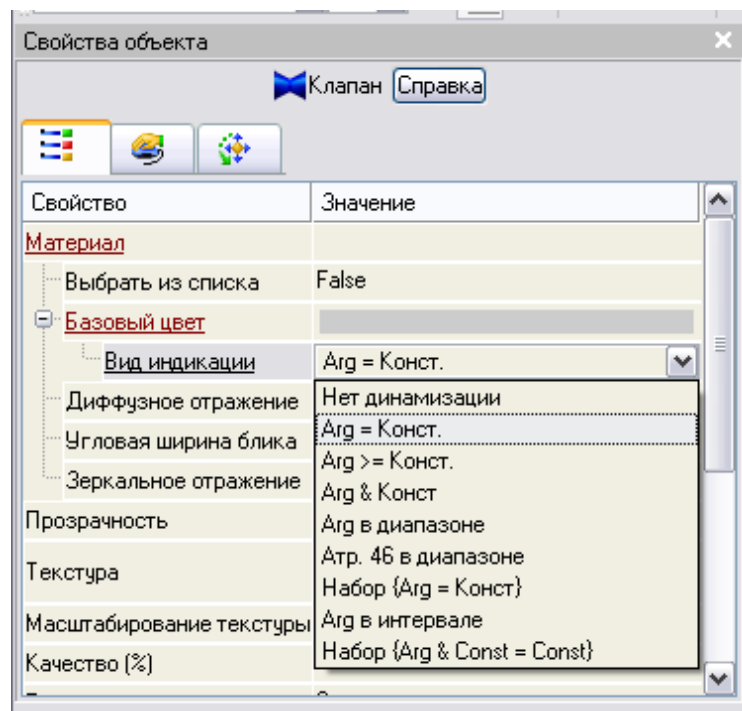 Свойства объекта
Клапан Справка
Свойство Значение
Материал
Выбрать из списка False
Базовый цвет
Вид индикации Arg = Конст.
Диффузное отражение Нет динамизации
Угловая ширина блика Arg = Конст.
Зеркальное отражение Arg >= Конст.
Arg & Конст
Прозрачность Arg в диапазоне
Текстура Атр. 46 в диапазоне
Набор {Arg = Конст}
Масштабирование текстуры Arg в интервале
Качество (%) Набор {Arg & Const = Const}